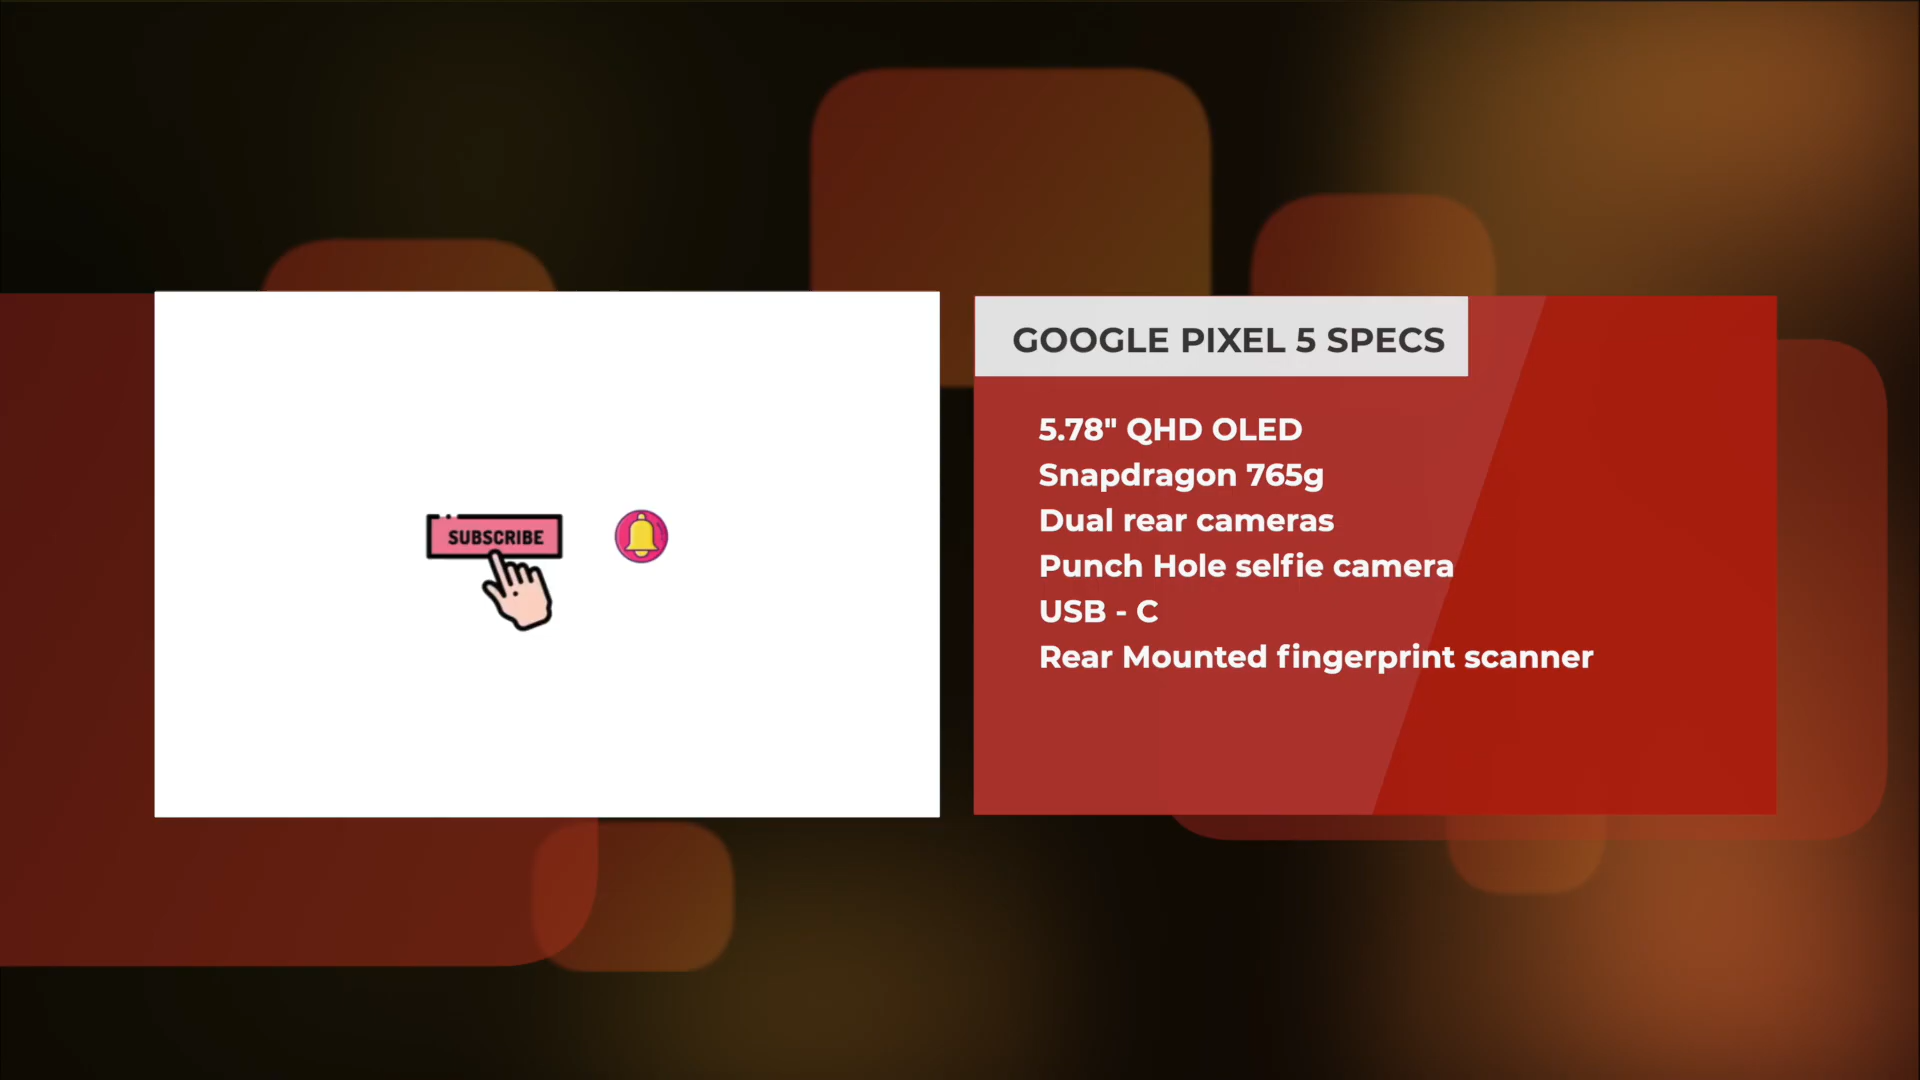 SUBSCRIBE
GOOGLE PIXEL 5 SPECS
5.78" QHD OLED
Snapdragon 765g
Dual rear cameras
Punch Hole selfie camera
USB - C
Rear Mounted fingerprint scanner